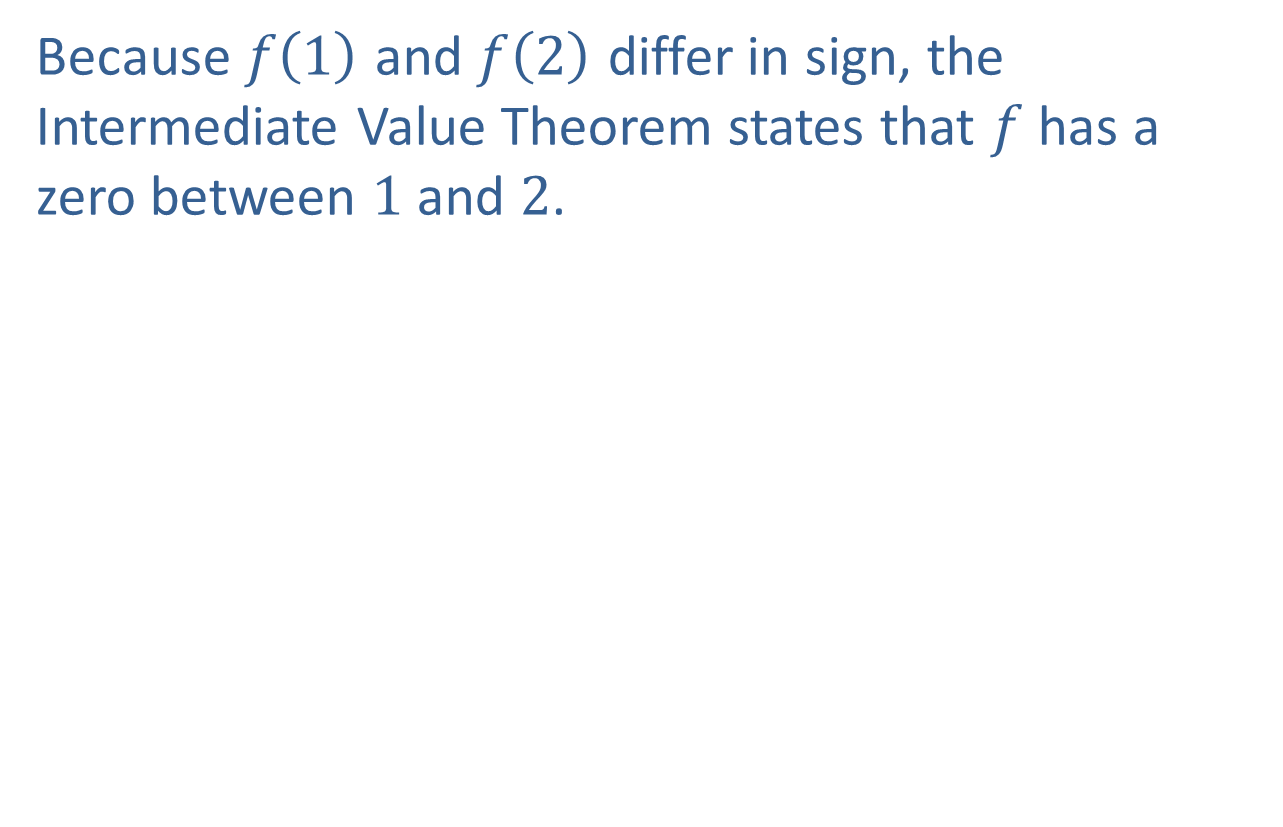 Because f(1) and f(2) differ in sign, the
Intermediate Value Theorem states that f has a
zero between 1 and 2.